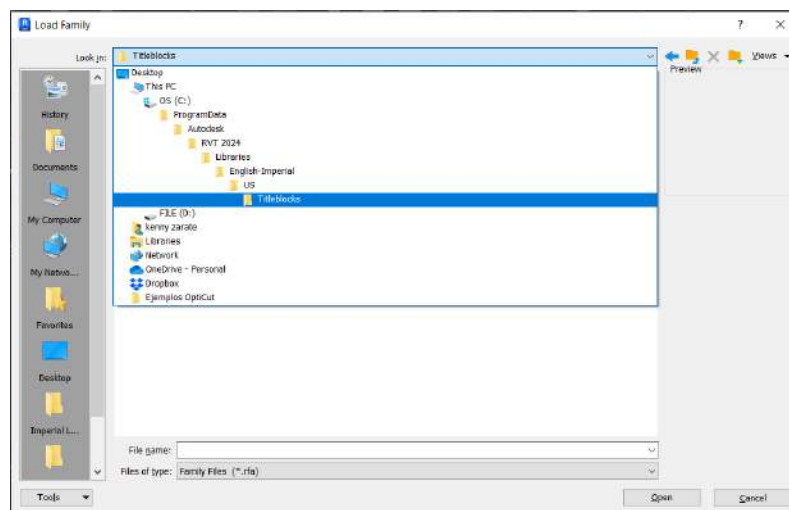 Load Family
?
Look in:
Titleblocks
Views
Preview
Desktop
This PC
OS (C:)
ProgramData
Autodesk
RVT 2024
Libraries
English-Imperial
US
Titleblocks
FILE (D:)
kenny zarate
Libraries
Network
OneDrive - Personal
Dropbox
Ejemplos OptiCut
History
Documents
My Computer
My Netwo...
Favorites
Desktop
Imperial L...
File name:
Files of type: Family Files (*.rfa)
Tools
Open
Cancel